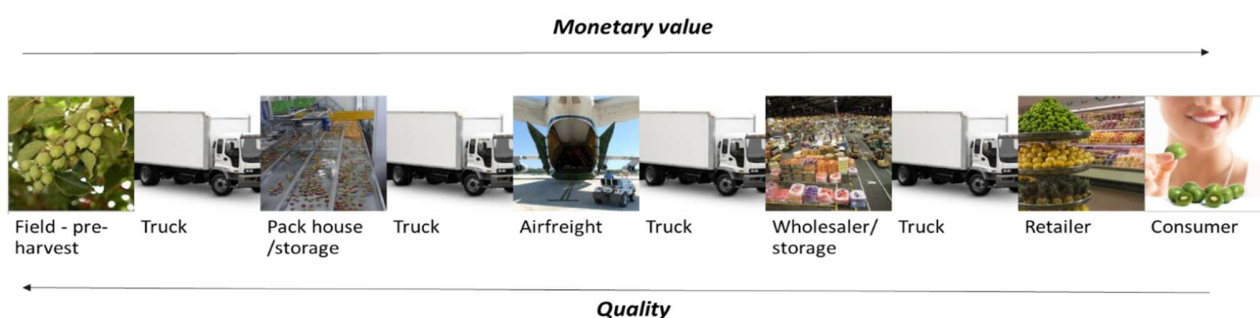 Monetary value
Field - pre-
harvest
Truck
Pack house
/storage
Truck
Airfreight
Truck
Wholesaler/
storage
Truck
Retailer
Consumer
Quality